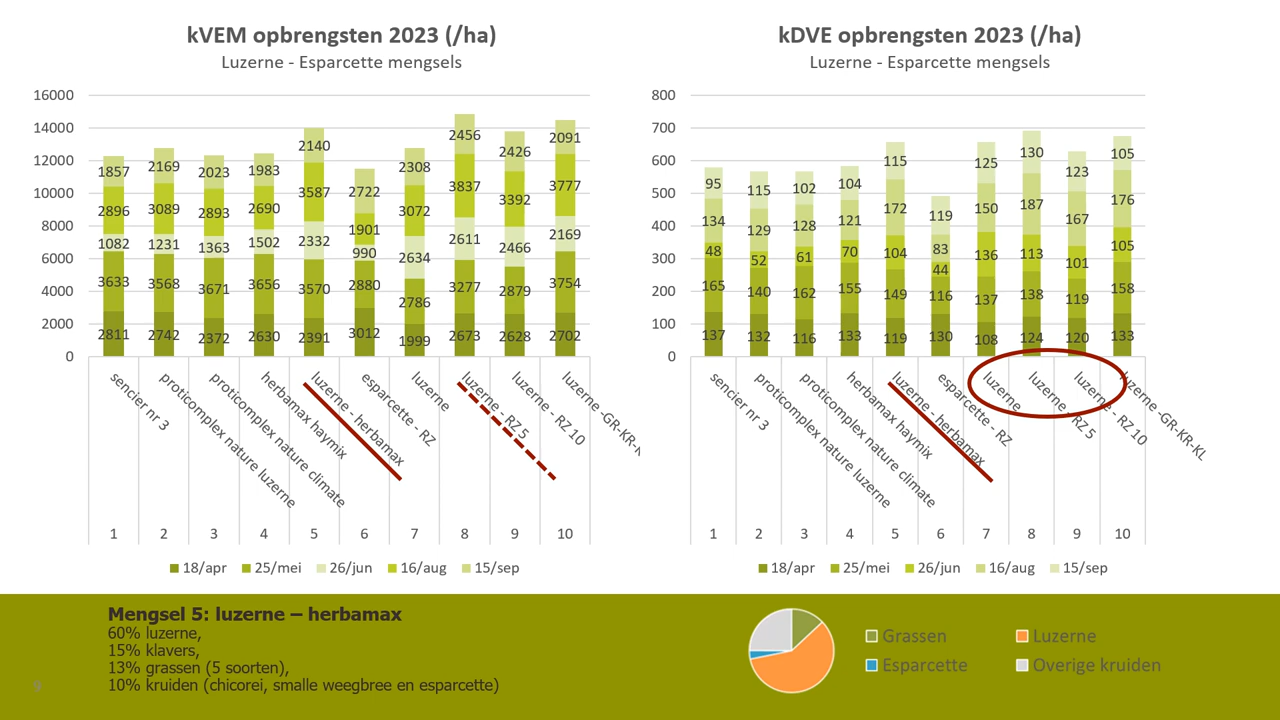 kVEM opbrengsten 2023 (/ha)
Luzerne - Esparcette mengsels
16000
14000
12000
10000
8000
6000
4000
2000
0
1857 2169 2023 1983 2140 2722 2308 2456 2426 2091
2896 3089 2893 2690 3587 1901 3072 3837 3392 3777
1082 1231 1363 1502 2332 990 2634 2611 2466 2169
3633 3568 3671 3656 3570 2880 2786 3277 2879 3754
2811 2742 2372 2630 2391 3012 1999 2673 2628 2702
sencier nr 3
proticomplex nature luzerne
proticomplex nature climate
herbamax haymix
luzerne - herbamax
esparcette - RZ
luzerne
luzerne - RZ 5
luzerne - RZ 10
luzerne -GR-KR-
1 2 3 4 5 6 7 8 9 10
18/apr 25/mei 26/jun 16/aug 15/sep
kDVE opbrengsten 2023 (/ha)
Luzerne - Esparcette mengsels
800
700
600
500
400
300
200
100
0
95 115 102 104 115 119 125 130 123 105
134 129 128 121 172 83 150 187 167 176
48 52 61 70 104 44 136 113 101 105
165 140 162 155 149 116 137 138 119 158
137 132 116 133 119 130 108 124 120 133
sencier nr 3
proticomplex nature luzerne
proticomplex nature climate
herbamax haymix
luzerne - herbamax
esparcette - RZ
luzerne
luzerne - RZ 5
luzerne - RZ 10
luzerne -GR-KR-KL
1 2 3 4 5 6 7 8 9 10
18/apr 25/mei 26/jun 16/aug 15/sep
Mengsel 5: luzerne – herbamax
60% luzerne,
15% klavers,
13% grassen (5 soorten),
10% kruiden (chicorei, smalle weegbree en esparcette)
Grassen Luzerne
Esparcette Overige kruiden